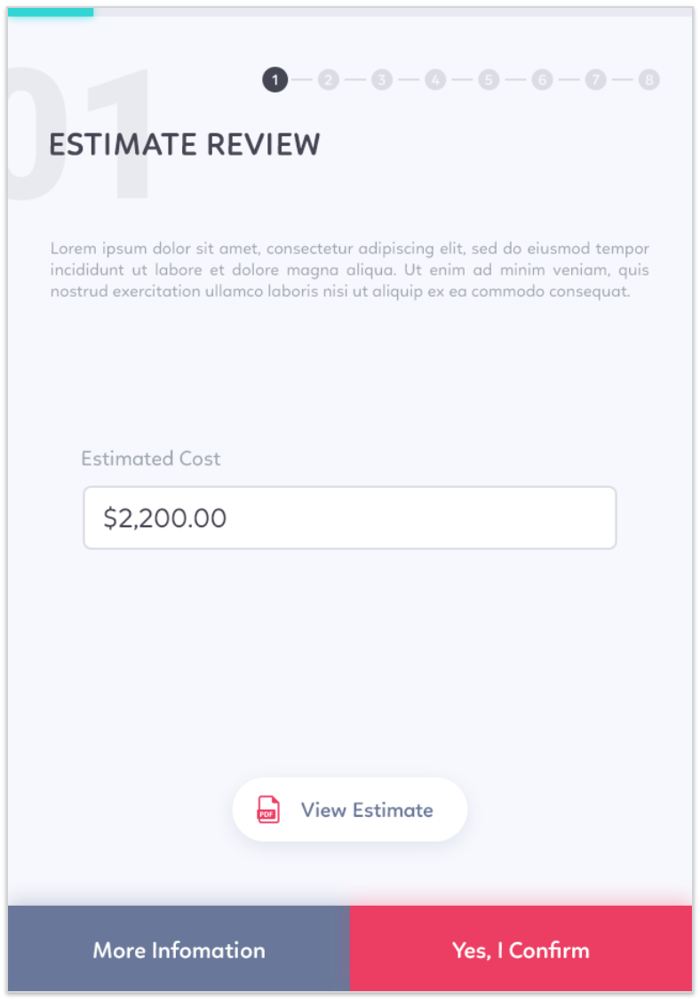 01
1 2 3 4 5 6 7 8
ESTIMATE REVIEW
Lorem ipsum dolor sit amet, consectetur adipiscing elit, sed do eiusmod tempor
incididunt ut labore et dolore magna aliqua. Ut enim ad minim veniam, quis
nostrud exercitation ullamco laboris nisi ut aliquip ex ea commodo consequat.
Estimated Cost
$2,200.00
PDF View Estimate
More Infomation
Yes, I Confirm